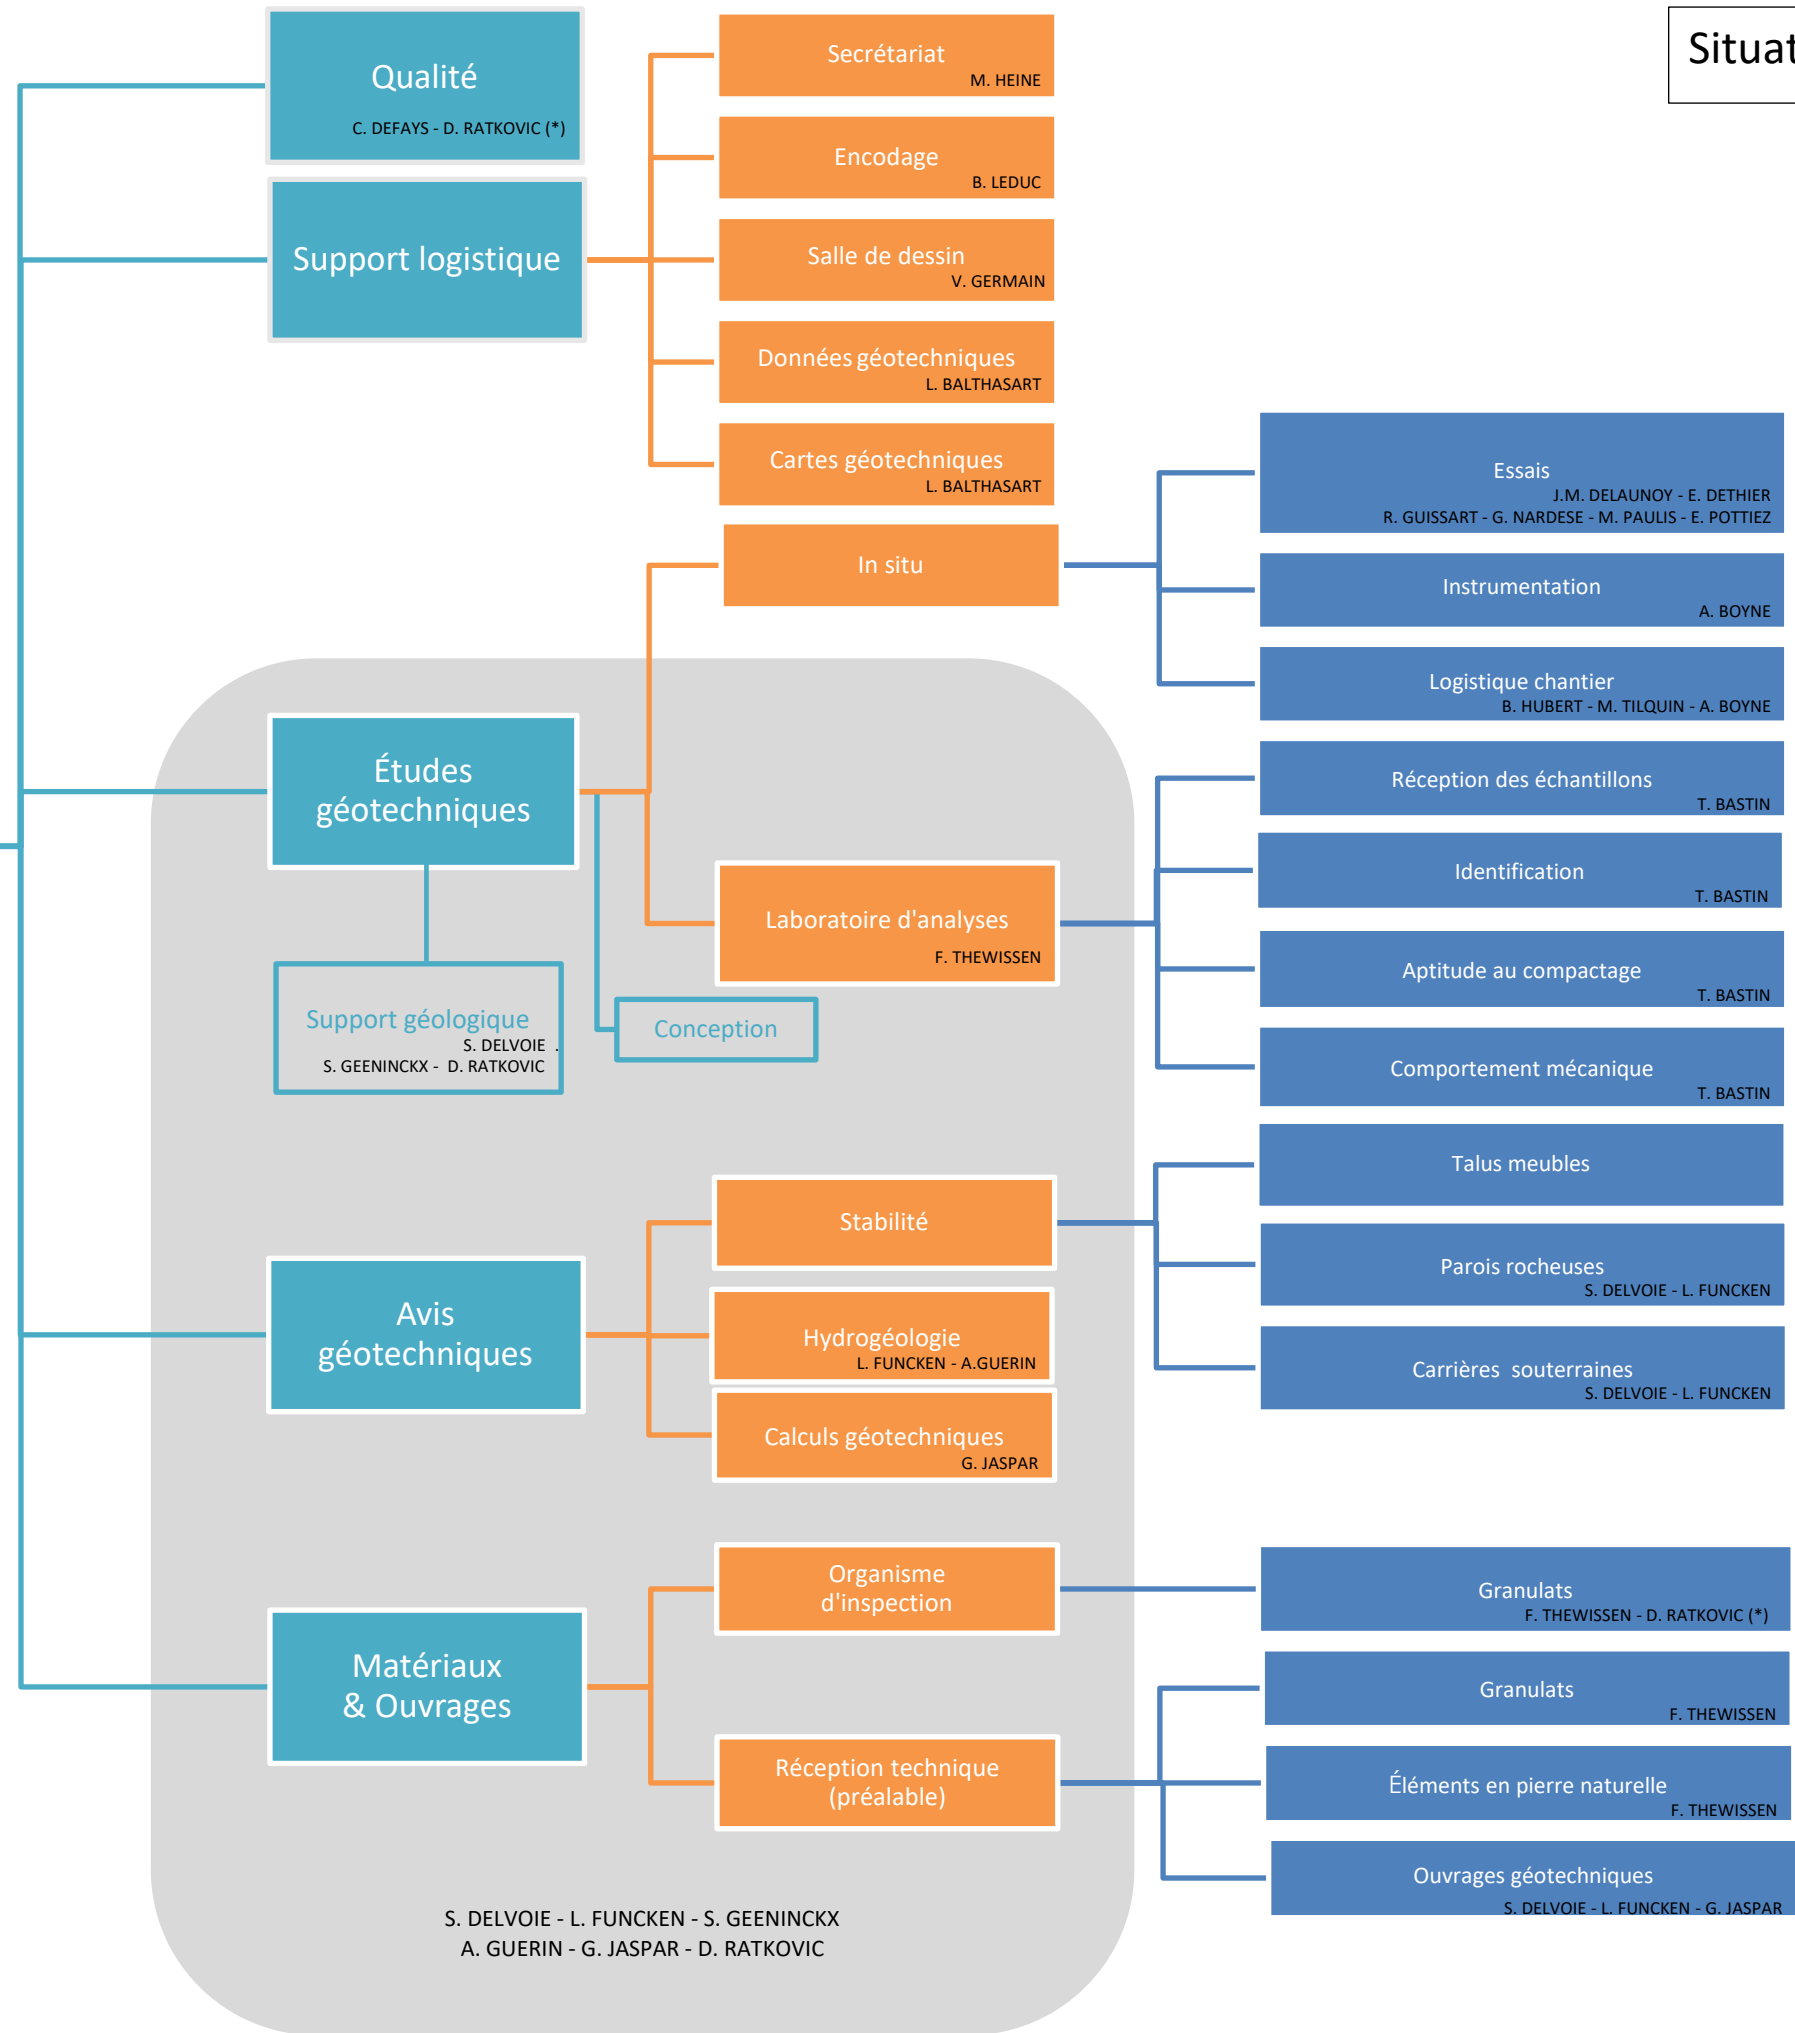 Situat
Qualité
C. DEFAYS - D. RATKOVIC (*)
Support logistique
Secrétariat
M. HEINE
Encodage
B. LEDUC
Salle de dessin
V. GERMAIN
Données géotechniques
L. BALTHASART
Cartes géotechniques
L. BALTHASART
In situ
Essais
J.M. DELAUNOY - E. DETHIER
R. GUISSART - G. NARDESE - M. PAULIS - E. POTTIEZ
Instrumentation
A. BOYNE
Logistique chantier
B. HUBERT - M. TILQUIN - A. BOYNE
Études
géotechniques
Support géologique
S. DELVOIE .
S. GEENINCKX - D. RATKOVIC
Conception
Laboratoire d'analyses
F. THEWISSEN
Réception des échantillons
T. BASTIN
Identification
T. BASTIN
Aptitude au compactage
T. BASTIN
Comportement mécanique
T. BASTIN
Avis
géotechniques
Stabilité
Hydrogéologie
L. FUNCKEN - A.GUERIN
Calculs géotechniques
G. JASPAR
Talus meubles
Parois rocheuses
S. DELVOIE - L. FUNCKEN
Carrières souterraines
S. DELVOIE - L. FUNCKEN
Matériaux
& Ouvrages
Organisme
d'inspection
Granulats
F. THEWISSEN - D. RATKOVIC (*)
Réception technique
(préalable)
Granulats
F. THEWISSEN
Éléments en pierre naturelle
F. THEWISSEN
Ouvrages géotechniques
S. DELVOIE - L. FUNCKEN - G. JASPAR
S. DELVOIE - L. FUNCKEN - S. GEENINCKX
A. GUERIN - G. JASPAR - D. RATKOVIC